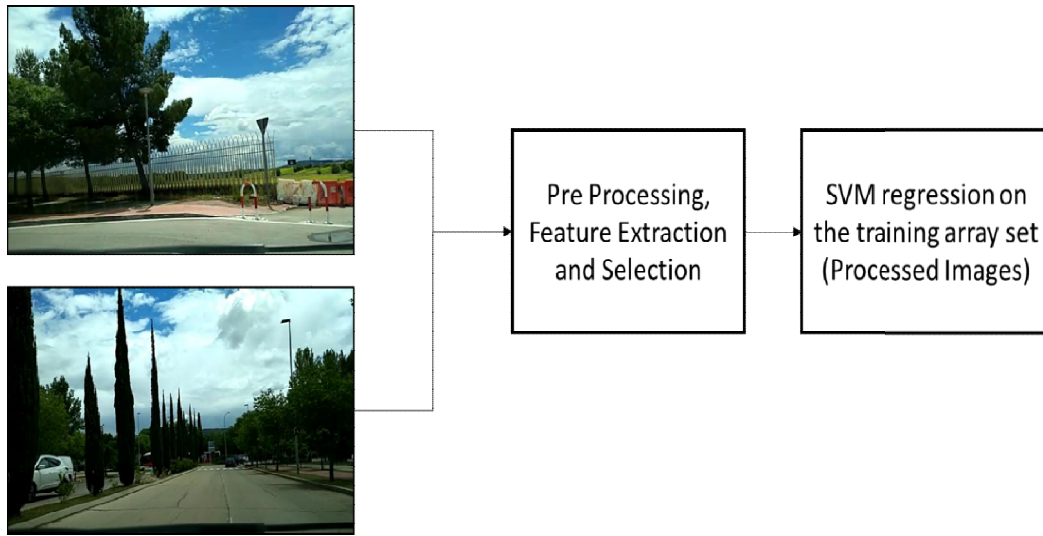 Pre Processing,
Feature Extraction
and Selection
SVM regression on
the training array set
(Processed Images)